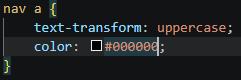 nav a {
    text-transform: uppercase;
    color: #000000;
}